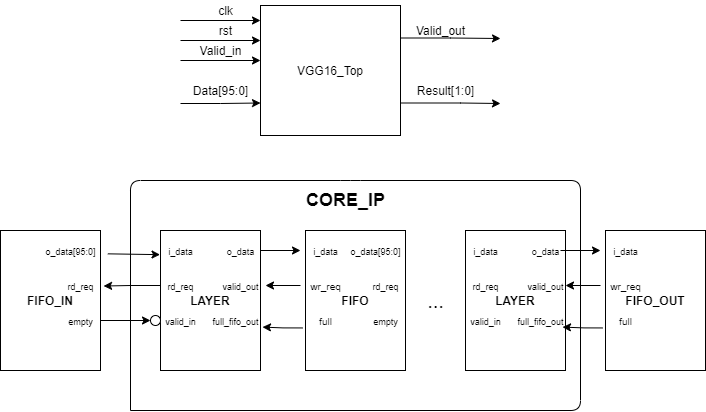 clk
rst
Valid_in
Data[95:0]
VGG16_Top
Valid_out
Result[1:0]
CORE_IP
o_data[95:0]
rd_req
FIFO_IN
empty
i_data
o_data
rd_req
valid_out
LAYER
valid_in
full_fifo_out
i_data
o_data[95:0]
wr_req
rd_req
FIFO
full
empty
...
i_data
o_data
rd_req
valid_out
LAYER
valid_in
full_fifo_out
i_data
wr_req
FIFO_OUT
full